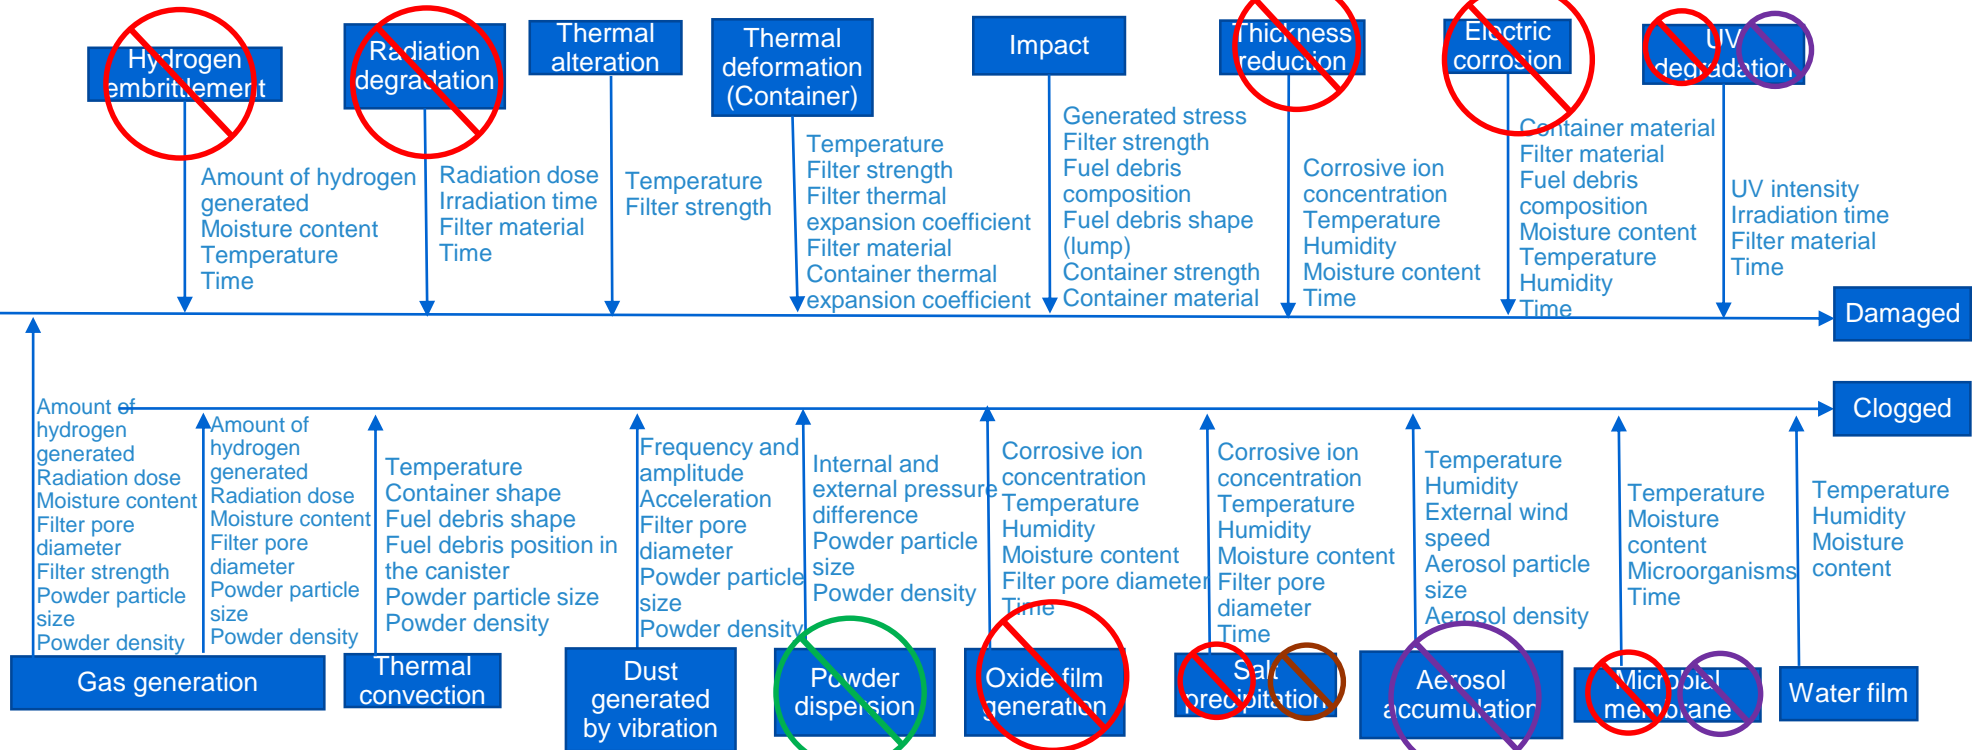 Hydrogen
embrittlement
Radiation
degradation
Thermal
alteration
Thermal
deformation
(Container)
Impact
Thickness
reduction
Electric
corrosion
UV
degradation
Amount of hydrogen
generated
Moisture content
Temperature
Time
Radiation dose
Irradiation time
Filter material
Time
Temperature
Filter strength
Temperature
Filter strength
Filter thermal
expansion coefficient
Filter material
Container thermal
expansion coefficient
Generated stress
Filter strength
Fuel debris
composition
Fuel debris shape
(lump)
Container strength
Container material
Corrosive ion
concentration
Temperature
Humidity
Moisture content
Time
Container material
Filter material
Fuel debris
composition
Moisture content
Temperature
Humidity
Time
UV intensity
Irradiation time
Filter material
Time
Damaged
Clogged
Amount of
hydrogen
generated
Radiation dose
Moisture content
Filter pore
diameter
Filter strength
Powder particle
size
Powder density
Amount of
hydrogen
generated
Radiation dose
Moisture content
Filter pore
diameter
Powder particle
size
Powder density
Temperature
Container shape
Fuel debris shape
Fuel debris position in
the canister
Powder particle size
Powder density
Frequency and
amplitude
Acceleration
Filter pore
diameter
Powder particle
size
Powder density
Internal and
external pressure
difference
Powder particle
size
Powder density
Corrosive ion
concentration
Temperature
Humidity
Moisture content
Filter pore diameter
Time
Corrosive ion
concentration
Temperature
Humidity
Moisture content
Filter pore
diameter
Time
Temperature
Humidity
External wind
speed
Aerosol particle
size
Aerosol density
Temperature
Moisture
content
Microorganisms
Time
Temperature
Humidity
Moisture
content
Gas generation
Thermal
convection
Dust
generated
by vibration
Powder
dispersion
Oxide film
generation
Salt
precipitation
Aerosol
accumulation
Microbial
membrane
Water film